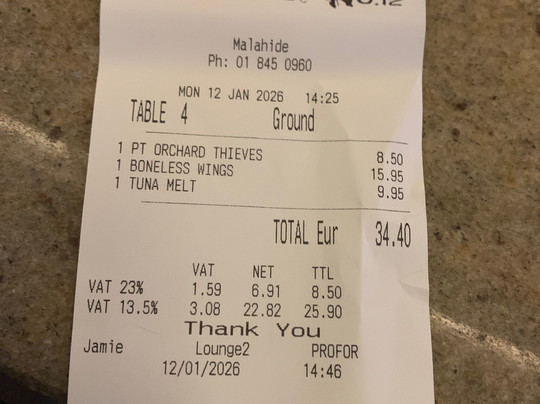 Malahide
Ph: 01 845 0960
MON 12 JAN 2026 14:25
TABLE 4 Ground
1 PT ORCHARD THIEVES 8.50
1 BONELESS WINGS 15.95
1 TUNA MELT 9.95
TOTAL Eur 34.40
VAT NET TTL
VAT 23% 1.59 6.91 8.50
VAT 13.5% 3.08 22.82 25.90
Thank You
Jamie Lounge2 PROFOR
12/01/2026 14:46